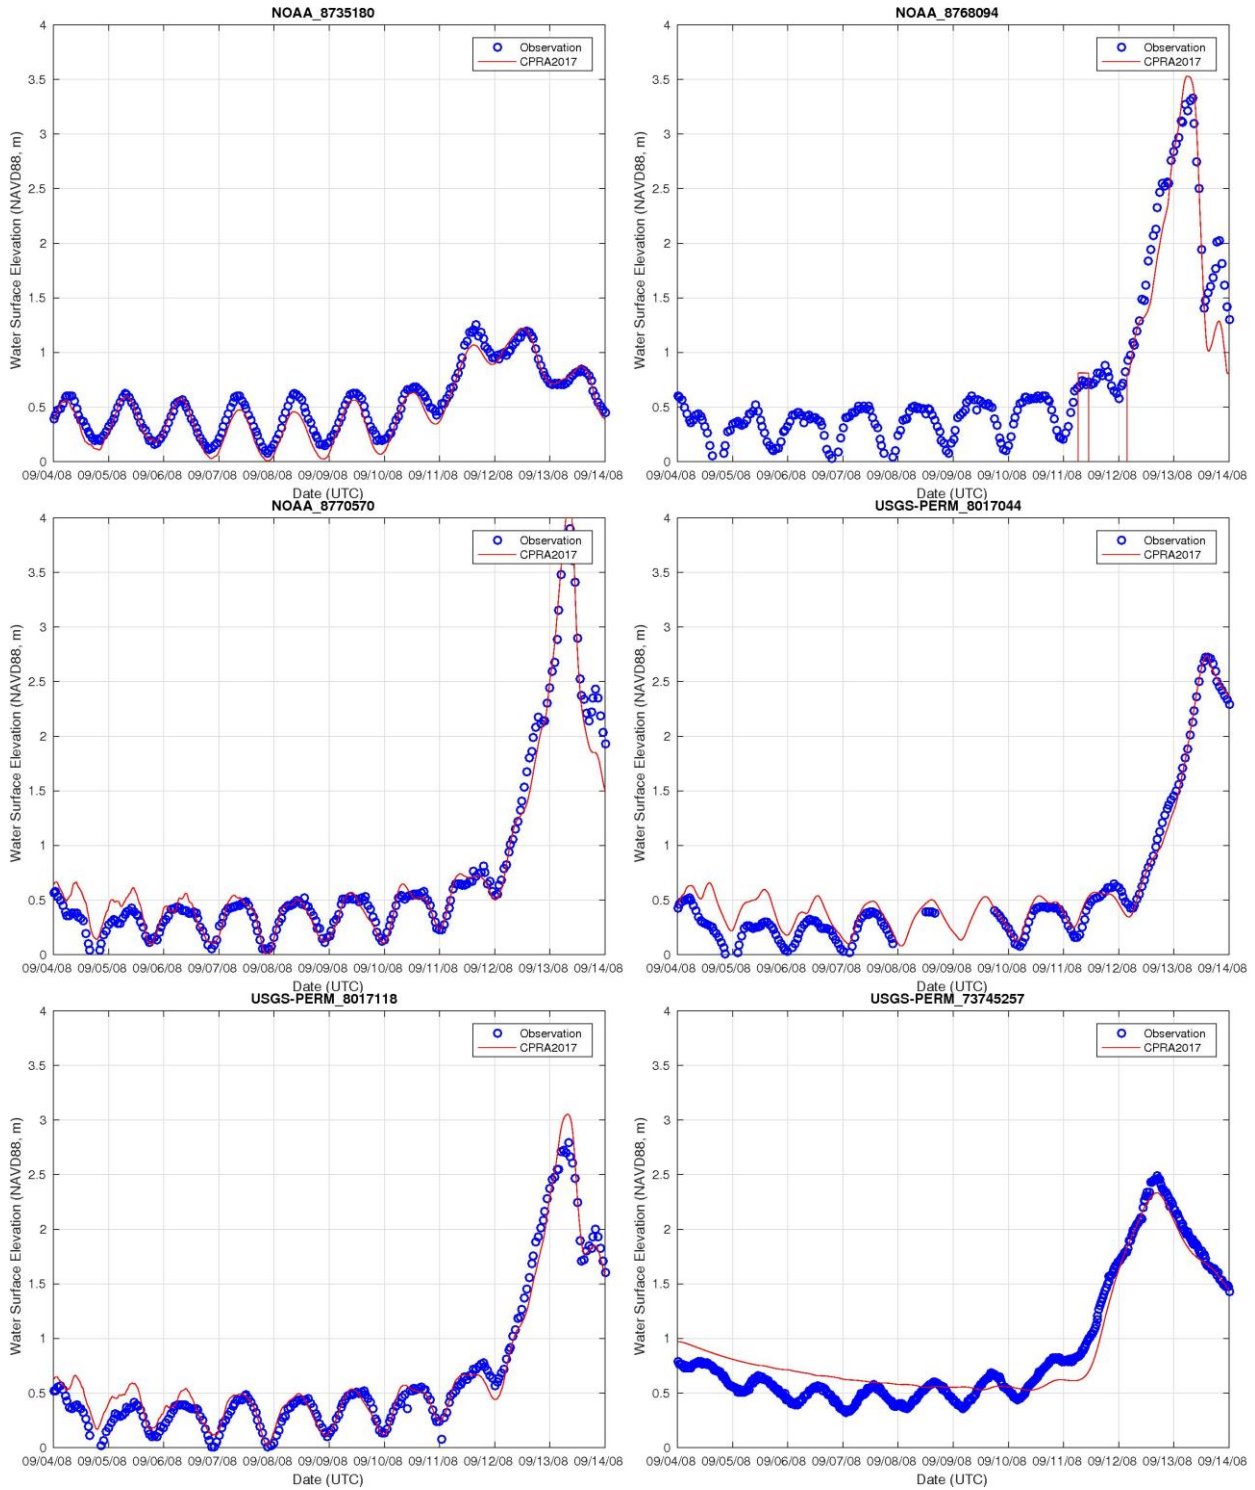 NOAA_8735180
Observation
CPRA2017
Water Surface Elevation (NAVD88, m)
4
3.5
3
2.5
2
1.5
1
0.5
0
09/04/08 09/05/08 09/06/08 09/07/08 09/08/08 09/09/08 09/10/08 09/11/08 09/12/08 09/13/08 09/14/08
Date (UTC)
NOAA_8768094
Observation
CPRA2017
Water Surface Elevation (NAVD88, m)
4
3.5
3
2.5
2
1.5
1
0.5
0
09/04/08 09/05/08 09/06/08 09/07/08 09/08/08 09/09/08 09/10/08 09/11/08 09/12/08 09/13/08 09/14/08
Date (UTC)
NOAA_8770570
Observation
CPRA2017
Water Surface Elevation (NAVD88, m)
4
3.5
3
2.5
2
1.5
1
0.5
0
09/04/08 09/05/08 09/06/08 09/07/08 09/08/08 09/09/08 09/10/08 09/11/08 09/12/08 09/13/08 09/14/08
Date (UTC)
USGS-PERM_8017044
Observation
CPRA2017
Water Surface Elevation (NAVD88, m)
4
3.5
3
2.5
2
1.5
1
0.5
0
09/04/08 09/05/08 09/06/08 09/07/08 09/08/08 09/09/08 09/10/08 09/11/08 09/12/08 09/13/08 09/14/08
Date (UTC)
USGS-PERM_8017118
Observation
CPRA2017
Water Surface Elevation (NAVD88, m)
4
3.5
3
2.5
2
1.5
1
0.5
0
09/04/08 09/05/08 09/06/08 09/07/08 09/08/08 09/09/08 09/10/08 09/11/08 09/12/08 09/13/08 09/14/08
Date (UTC)
USGS-PERM_73745257
Observation
CPRA2017
Water Surface Elevation (NAVD88, m)
4
3.5
3
2.5
2
1.5
1
0.5
0
09/04/08 09/05/08 09/06/08 09/07/08 09/08/08 09/09/08 09/10/08 09/11/08 09/12/08 09/13/08 09/14/08
Date (UTC)